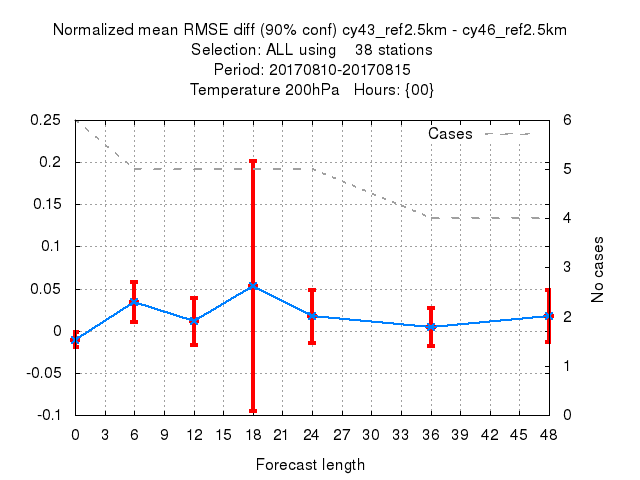 Normalized mean RMSE diff (90% conf) cy43_ref2.5km - cy46_ref2.5km
Selection: ALL using    38 stations
Period: 20170810-20170815
Temperature 200hPa   Hours: {00}
Cases
0.25
0.2
0.15
0.1
0.05
0
-0.05
-0.1
6
5
4
3
2
1
0
No cases
0 3 6 9 12 15 18 21 24 27 30 33 36 39 42 45 48
Forecast length